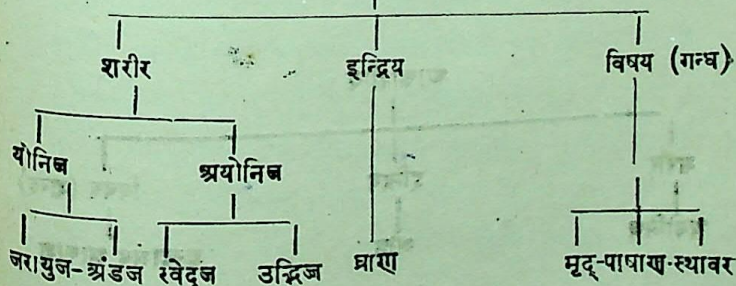 शरीर इन्द्रिय विषय (गन्ध)
योनिज अयोनिज
जरायुज-अंडज स्वेदज उद्भिज घ्राण मृद्-पाषाण-स्थावर